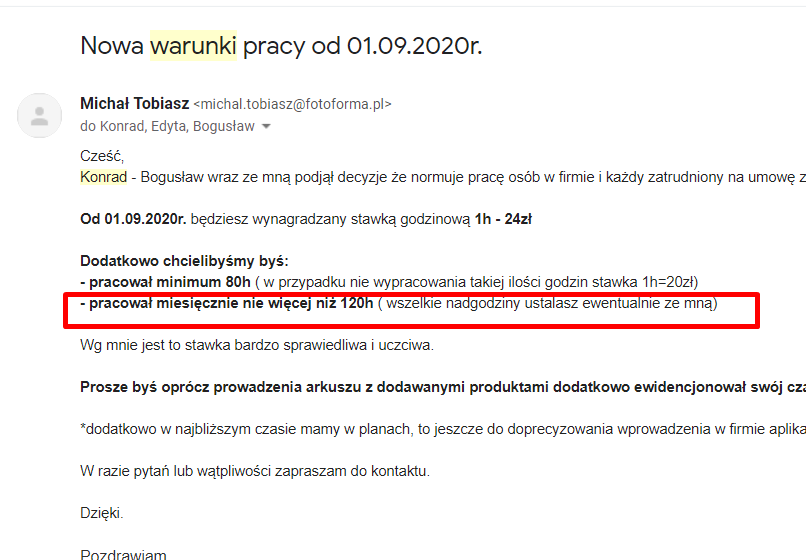 Nowa warunki pracy od 01.09.2020r.
Michał Tobiasz <michal.tobiasz@fotoforma.pl>
do Konrad, Edyta, Bogusław
Cześć,
Konrad - Bogusław wraz ze mną podjął decyzje że normuje pracę osób w firmie i każdy zatrudniony na umowę z
Od 01.09.2020r. będziesz wynagradzany stawką godzinową 1h - 24zł
Dodatkowo chcielibyśmy byś:
- pracował minimum 80h ( w przypadku nie wypracowania takiej ilości godzin stawka 1h=20zł)
- pracował miesięcznie nie więcej niż 120h ( wszelkie nadgodziny ustalasz ewentualnie ze mną)
Wg mnie jest to stawka bardzo sprawiedliwa i uczciwa.
Prosze byś oprócz prowadzenia arkuszu z dodawanymi produktami dodatkowo ewidencjonował swój cza
*dodatkowo w najbliższym czasie mamy w planach, to jeszcze do doprecyzowania wprowadzenia w firmie aplika
W razie pytań lub wątpliwości zapraszam do kontaktu.
Dzięki.
Pozdrawiam